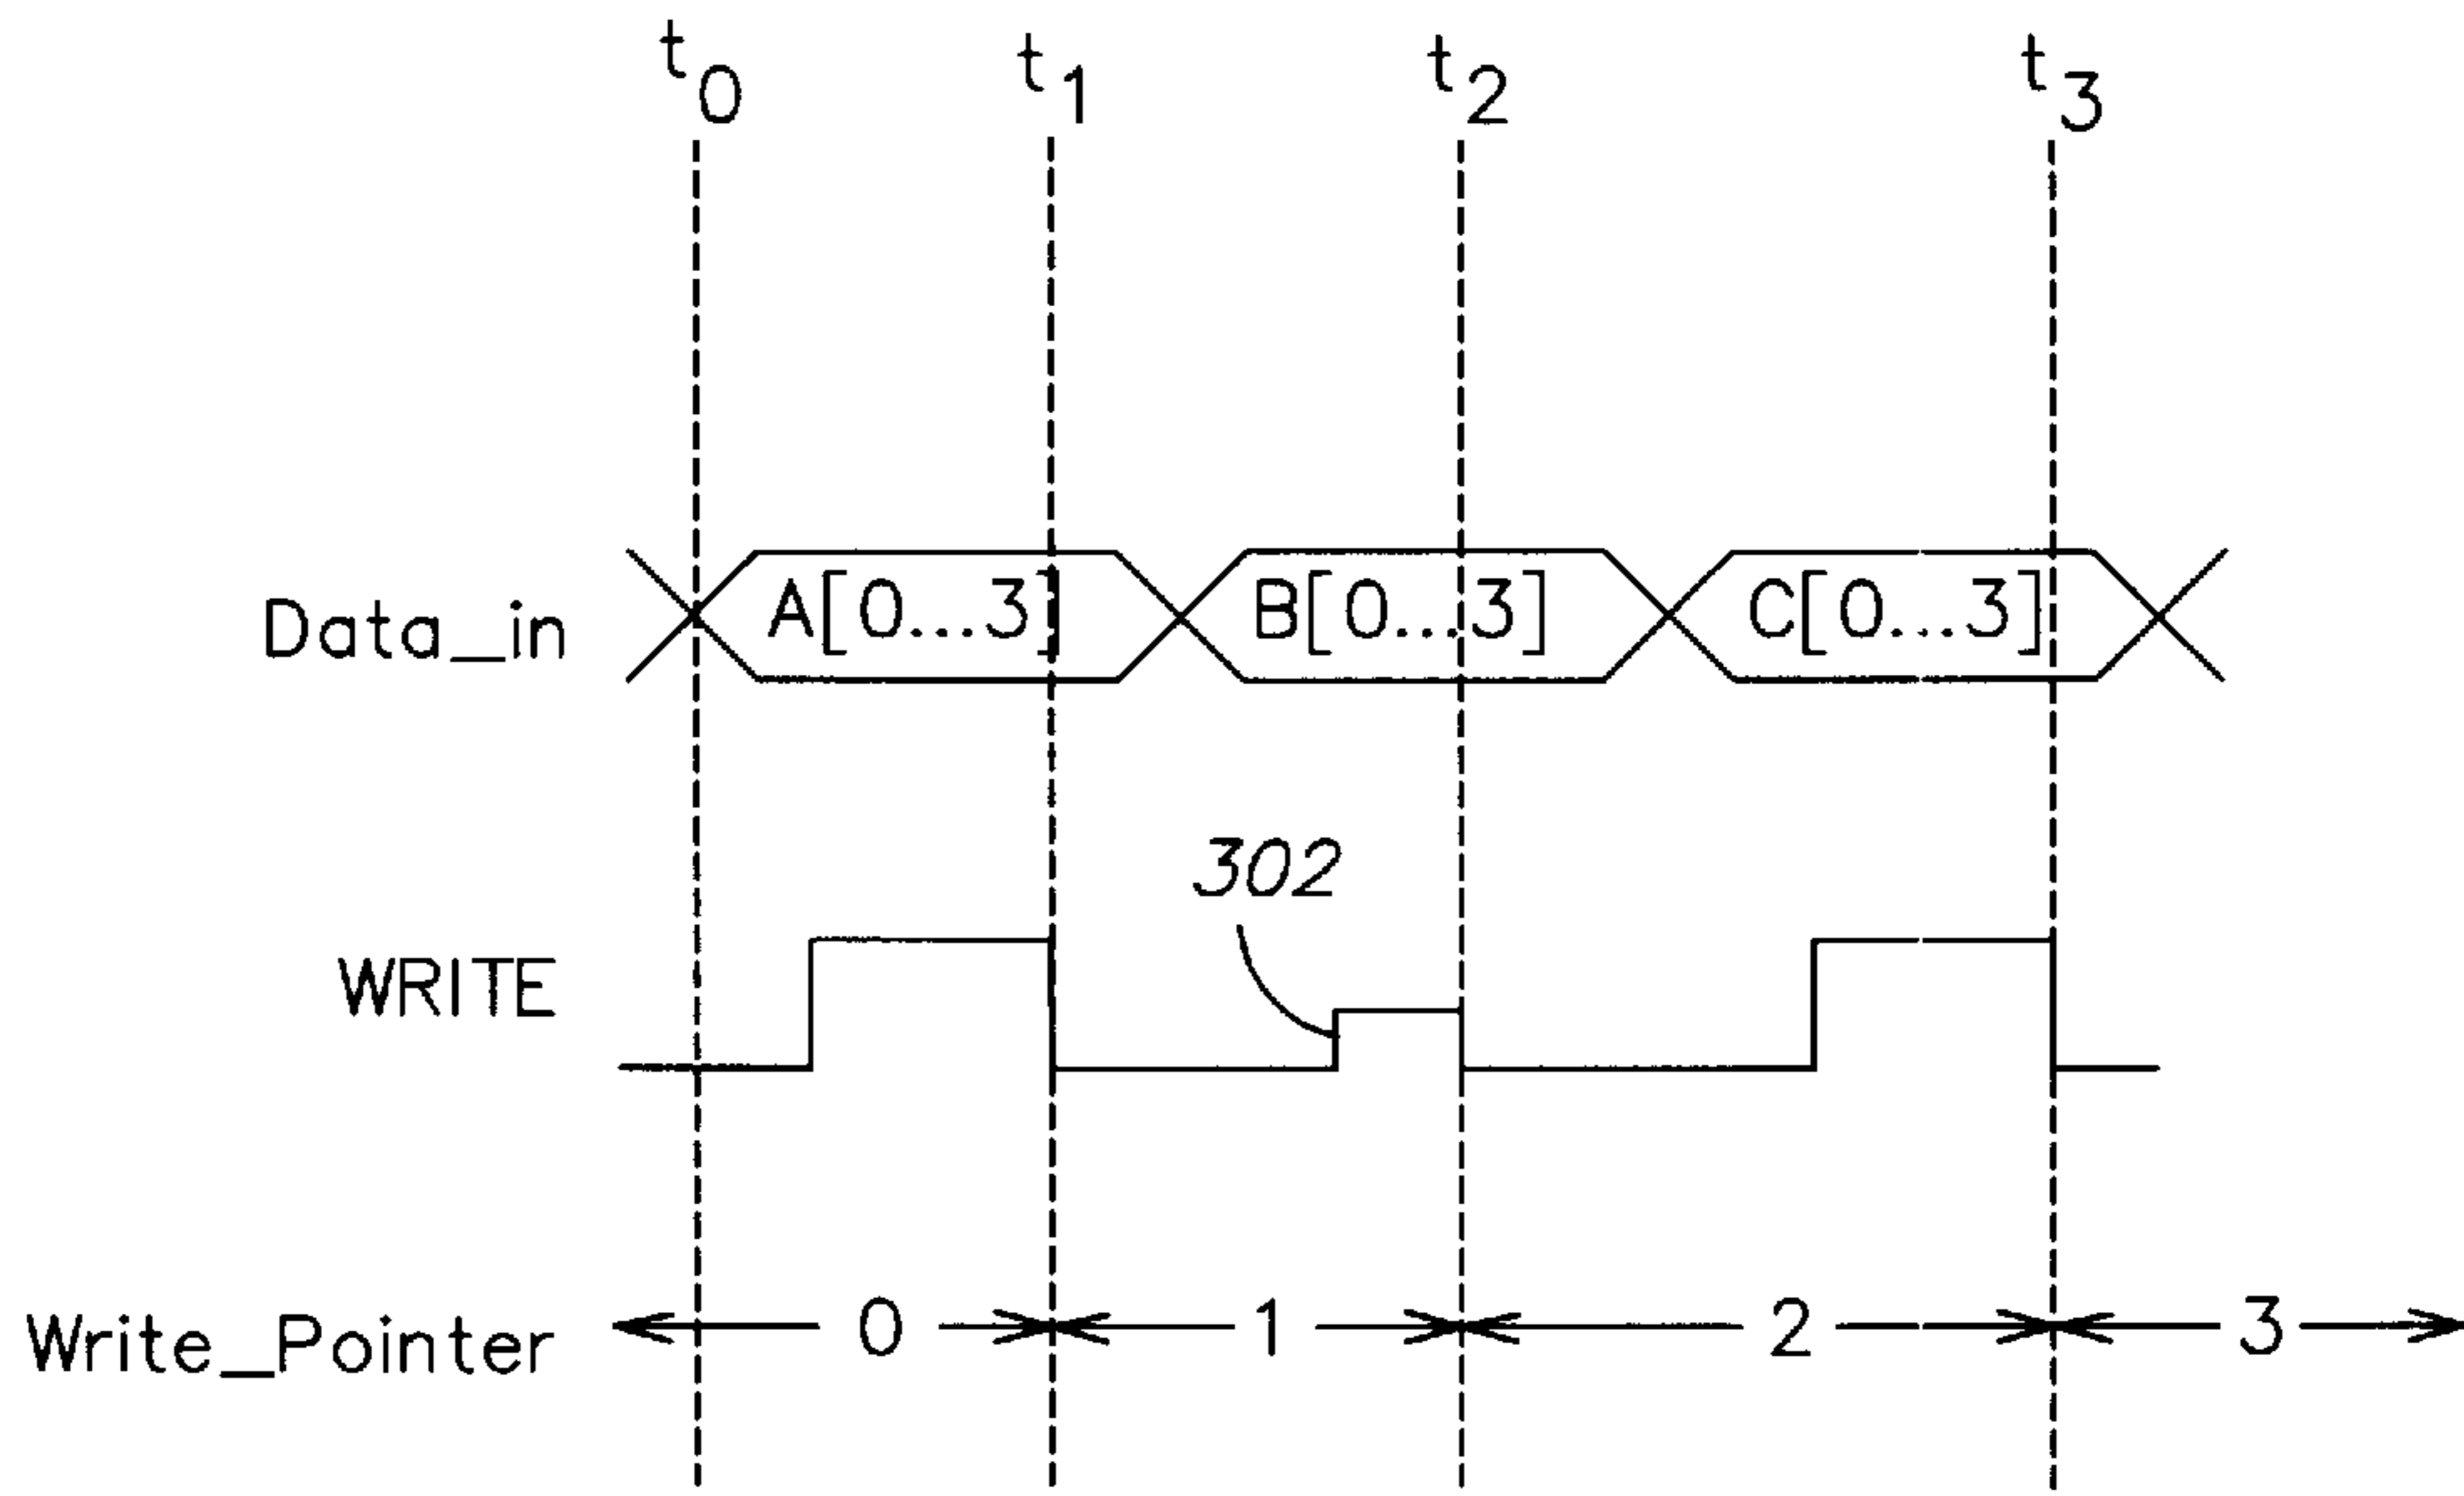 t0 t1 t2 t3
Data_in A[0...3] B[0...3] C[0...3]
302
WRITE
Write_Pointer 0 1 2 3